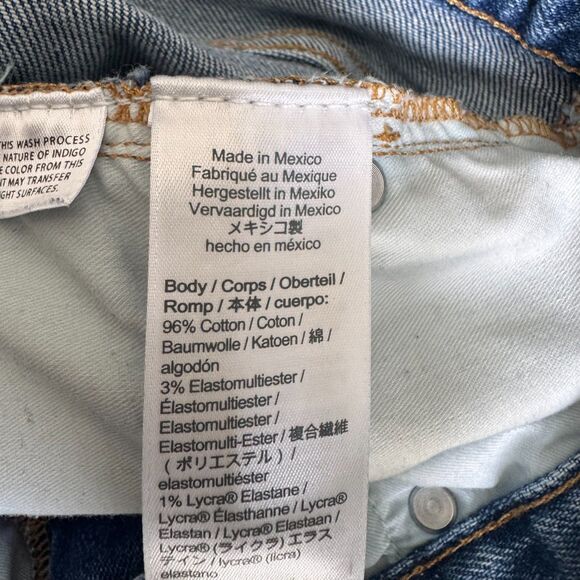 THIS WASH PROCESS
NATURE OF INDIGO
COLOR FROM THIS
MAY TRANSFER
SURFACES.
Made in Mexico
Fabriqué au Mexique
Hergestellt in Mexiko
Vervaardigd in Mexico
メキシコ製
hecho en méxico
Body / Corps / Oberteil /
Romp / 本体 / cuerpo:
96% Cotton / Coton /
Baumwolle / Katoen / 綿 /
algodón
3% Elastomultiester /
Élastomultiester /
Elastomultiester /
Elastomulti-Ester / 複合繊維
( ポリエステル ) /
elastomultiéster
1% Lycra® Elastane /
Lycra® Élasthanne / Lycra®
Elastan / Lycra® Elastaan /
Lycra® (ライクラ) エラス
テイン / lycra® (licra)
elastano